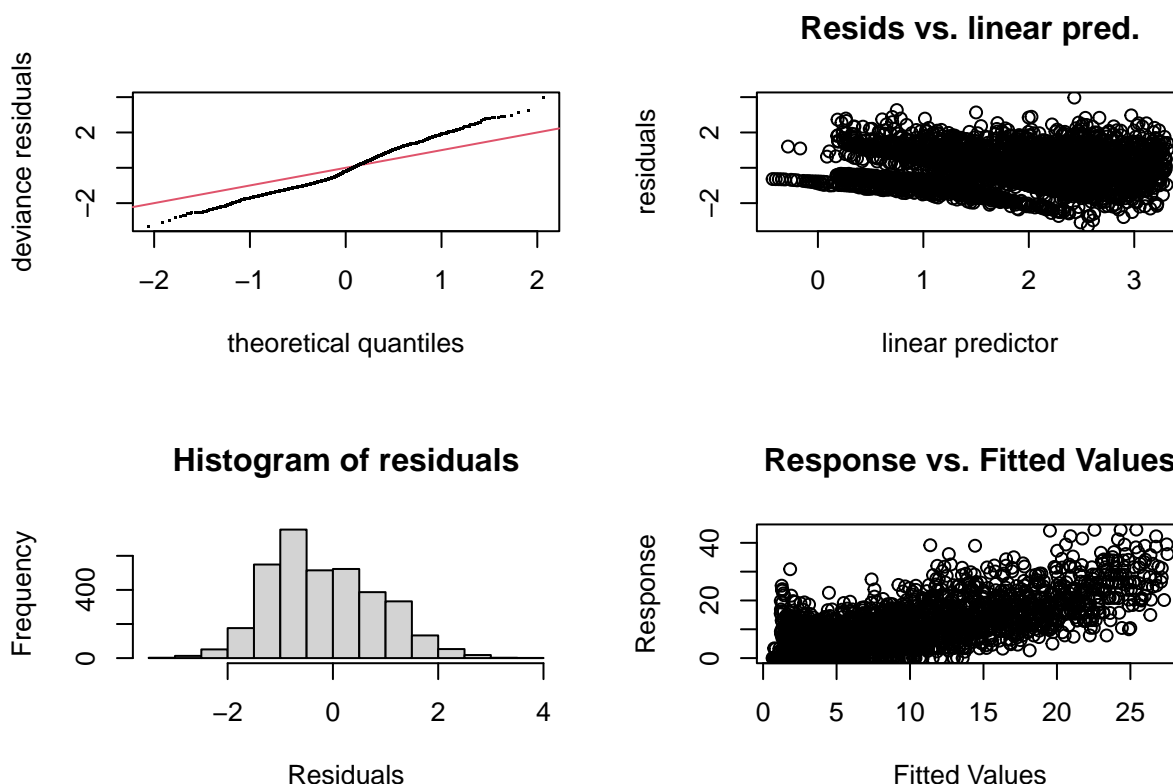 deviance residuals
2
−2
−2
−1
0
1
2
theoretical quantiles
Resids vs. linear pred.
residuals
2
−2
0
1
2
3
linear predictor
Histogram of residuals
Frequency
400
0
−2
0
2
4
Residuals
Response vs. Fitted Values
Response
40
20
0
0
5
10
15
20
25
Fitted Values